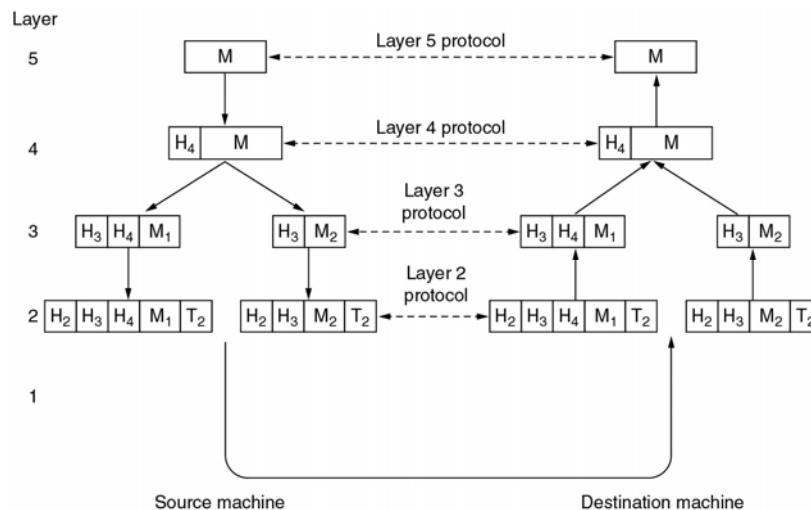 Layer
5 M Layer 5 protocol M
4 H₄ M Layer 4 protocol H₄ M
3 H₃ H₄ M₁ H₃ M₂ Layer 3 protocol H₃ H₄ M₁ H₃ M₂
2 H₂ H₃ H₄ M₁ T₂ H₂ H₃ M₂ T₂ Layer 2 protocol H₂ H₃ H₄ M₁ T₂ H₂ H₃ M₂ T₂
1
Source machine Destination machine